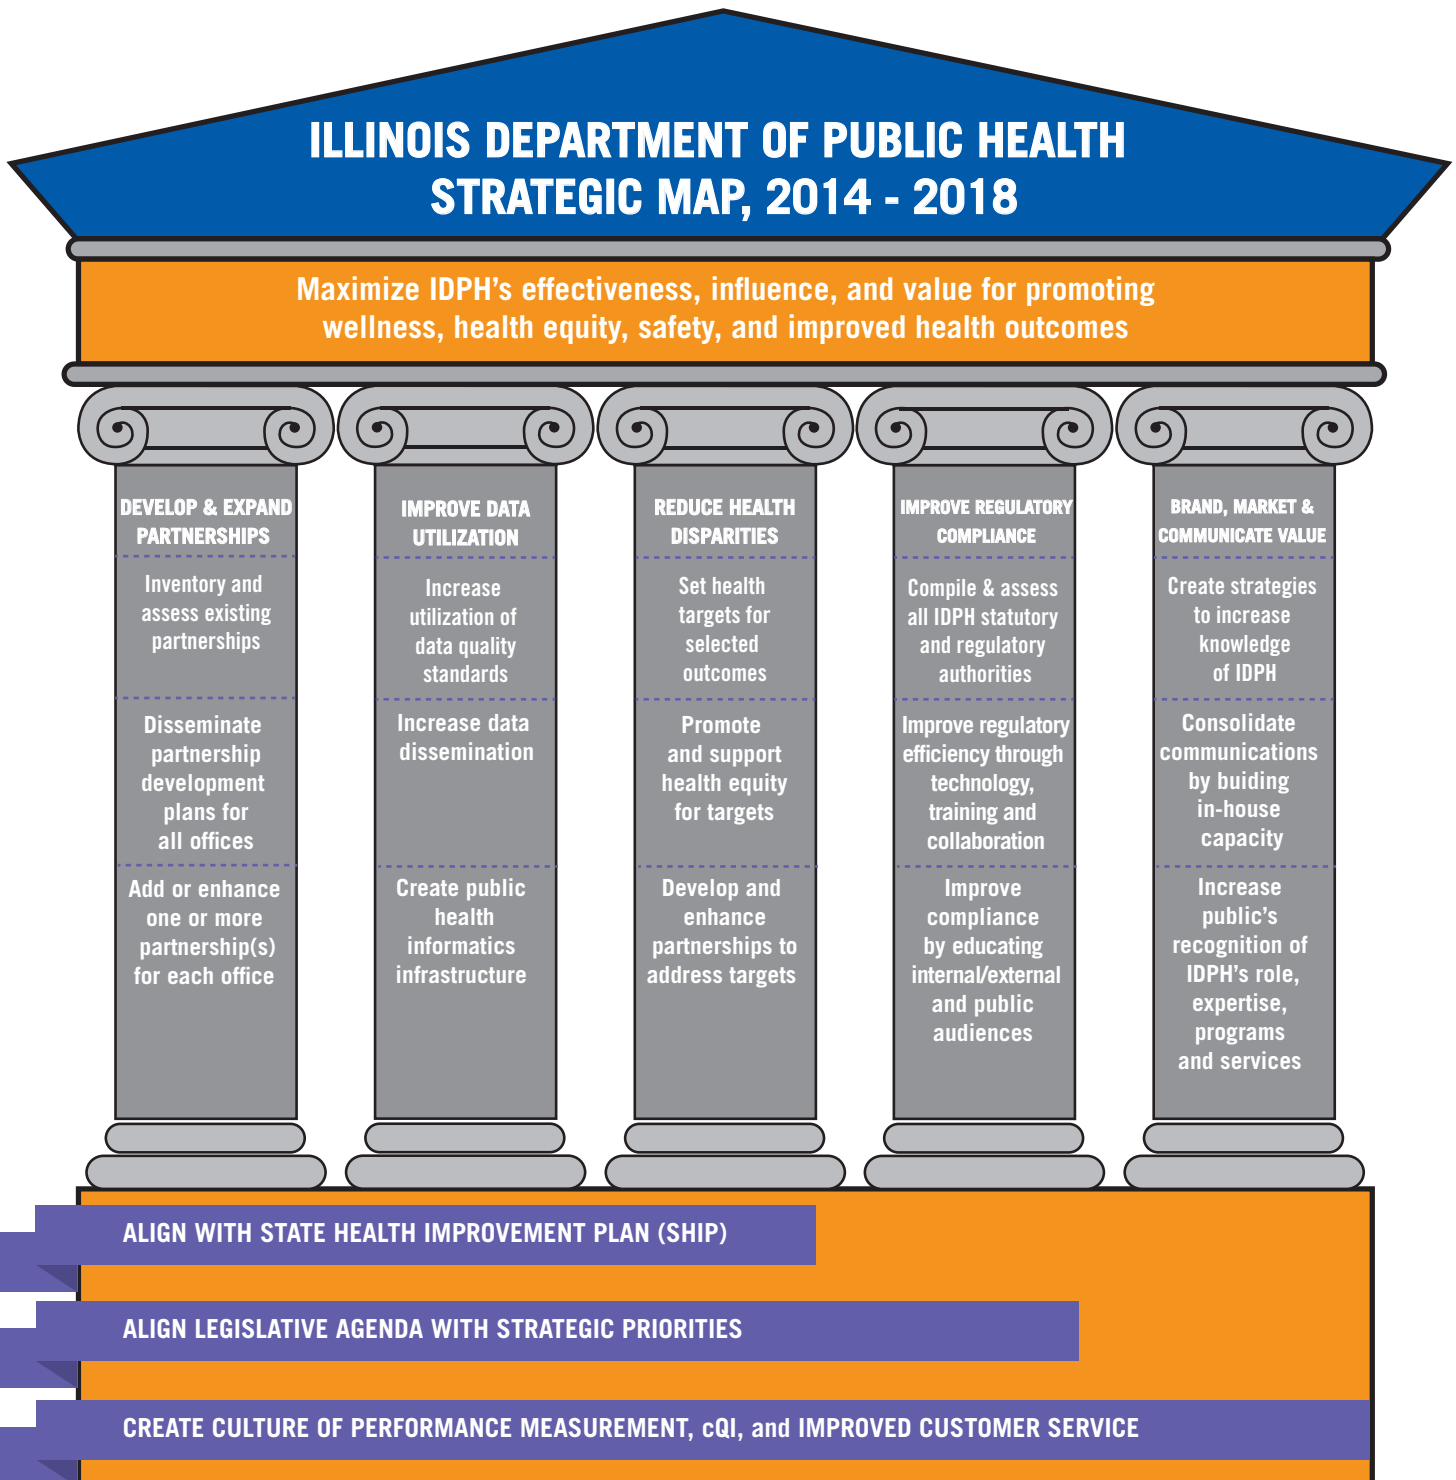 ILLINOIS DEPARTMENT OF PUBLIC HEALTH
STRATEGIC MAP, 2014 - 2018
Maximize IDPH’s effectiveness, influence, and value for promoting
wellness, health equity, safety, and improved health outcomes
DEVELOP & EXPAND
PARTNERSHIPS
Inventory and
assess existing
partnerships
Disseminate
partnership
development
plans for
all offices
Add or enhance
one or more
partnership(s)
for each office
IMPROVE DATA
UTILIZATION
Increase
utilization of
data quality
standards
Increase data
dissemination
Create public
health
informatics
infrastructure
REDUCE HEALTH
DISPARITIES
Set health
targets for
selected
outcomes
Promote
and support
health equity
for targets
Develop and
enhance
partnerships to
address targets
IMPROVE REGULATORY
COMPLIANCE
Compile & assess
all IDPH statutory
and regulatory
authorities
Improve regulatory
efficiency through
technology,
training and
collaboration
Improve
compliance
by educating
internal/external
and public
audiences
BRAND, MARKET &
COMMUNICATE VALUE
Create strategies
to increase
knowledge
of IDPH
Consolidate
communications
by buiding
in-house
capacity
Increase
public’s
recognition of
IDPH’s role,
expertise,
programs
and services
ALIGN WITH STATE HEALTH IMPROVEMENT PLAN (SHIP)
ALIGN LEGISLATIVE AGENDA WITH STRATEGIC PRIORITIES
CREATE CULTURE OF PERFORMANCE MEASUREMENT, cQI, and IMPROVED CUSTOMER SERVICE